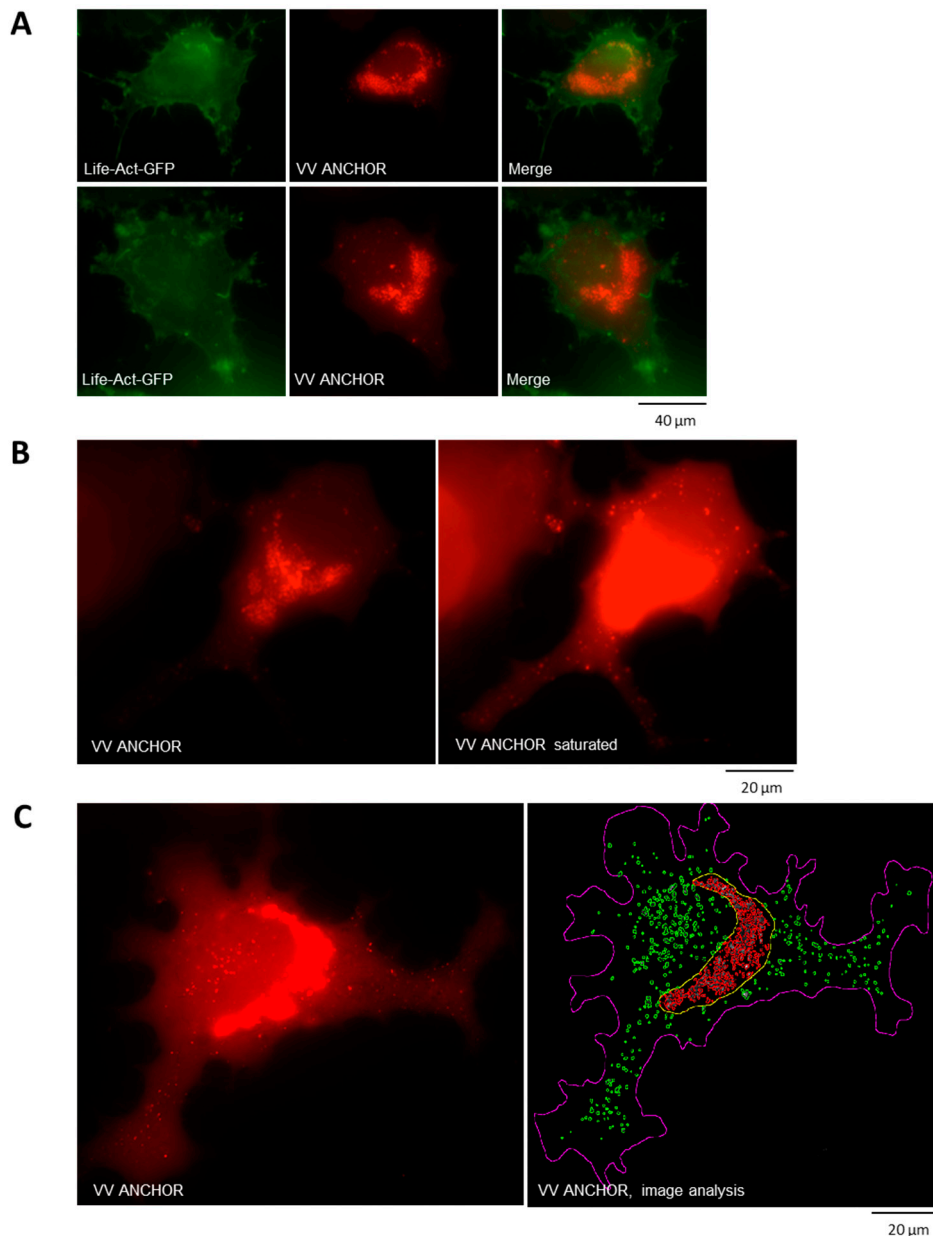 A
Life-Act-GFP
VV ANCHOR
Merge
Life-Act-GFP
VV ANCHOR
Merge
40 µm
B
VV ANCHOR
VV ANCHOR saturated
20 µm
C
VV ANCHOR
VV ANCHOR, image analysis
20 µm